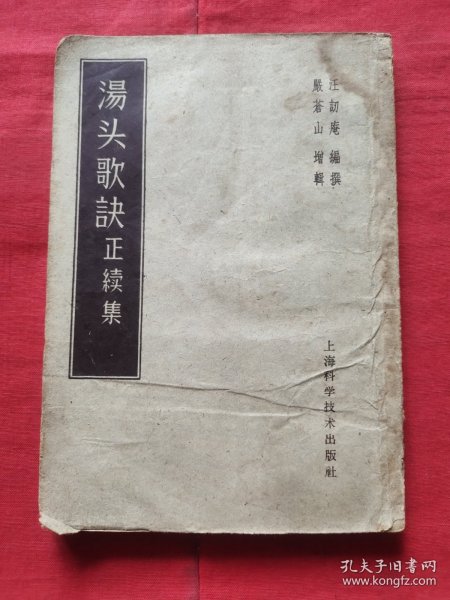 湯头歌訣正续集
汪訒庵 編撰
嚴蒼山 增輯
上海科学技术出版社
孔夫子旧书网
www.kongfz.com